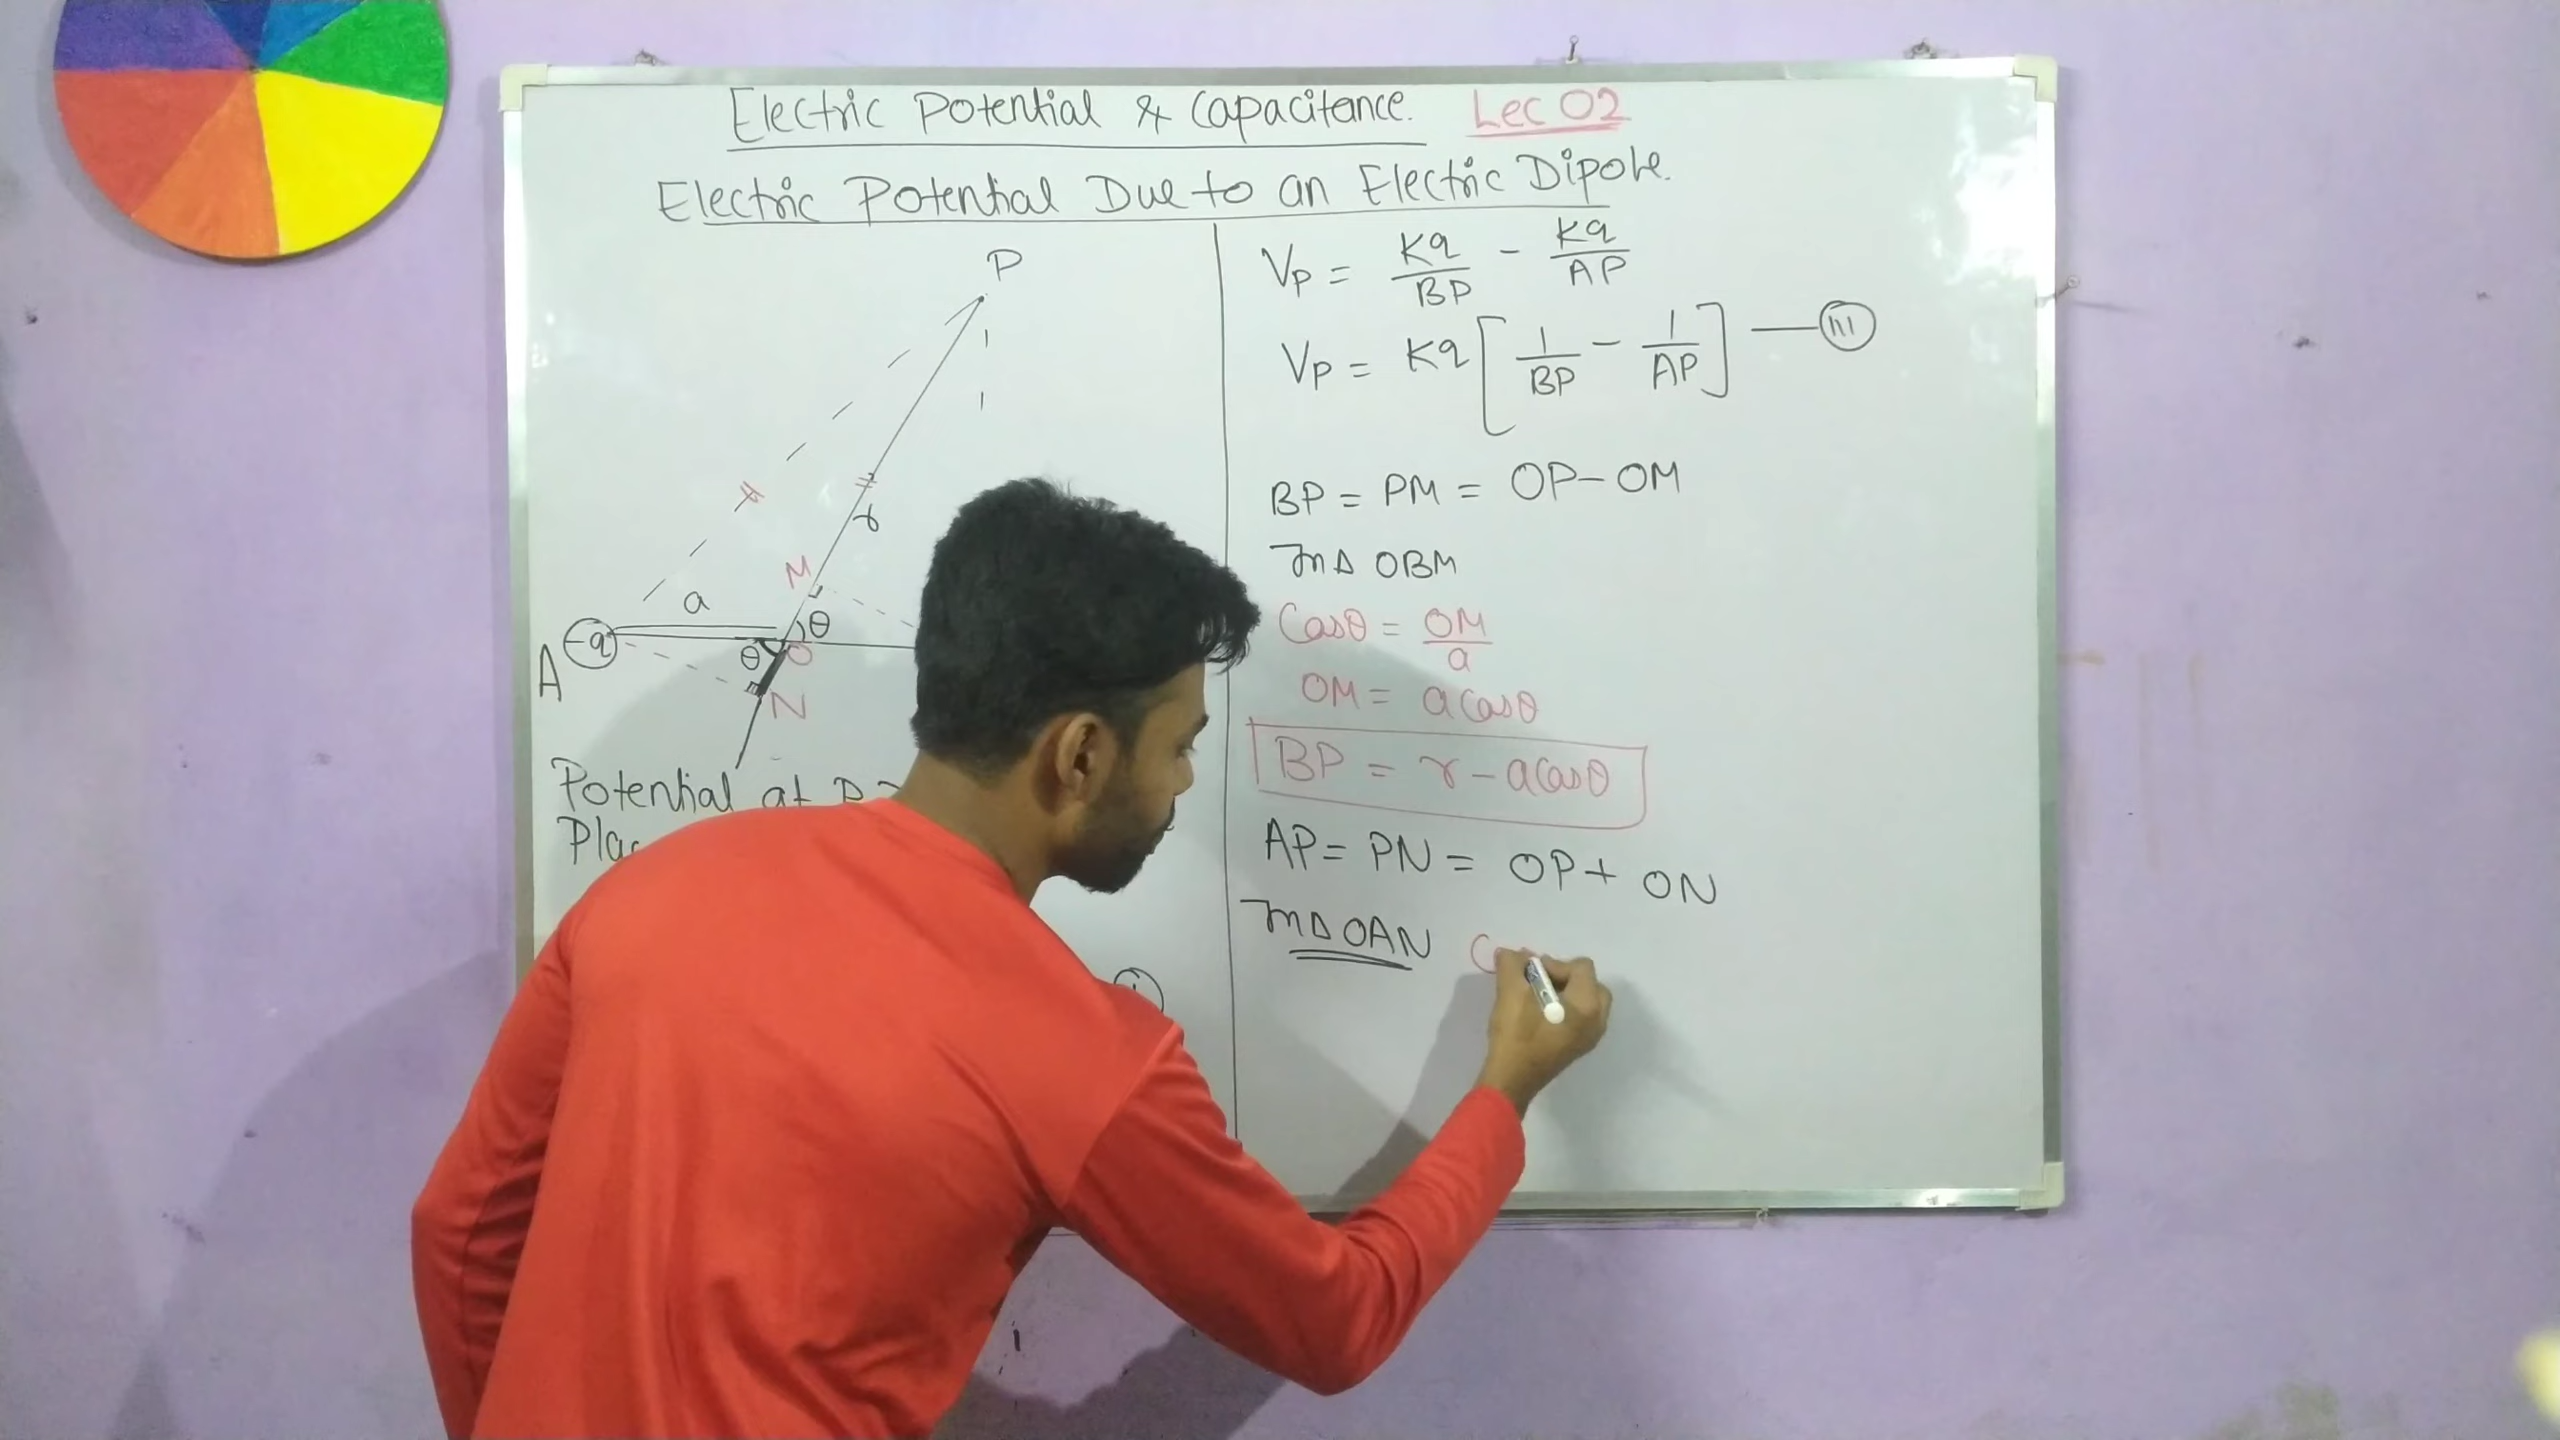 Electric Potential & Capacitance. Lec 02
Electric Potential Due to an Electric Dipole.
P
r
M
a
θ
-q
θ
O
A
N
Potential at P
Vp = Kq/BP - Kq/AP
Vp = Kq [1/BP - 1/AP] — (III)
BP = PM = OP - OM
In Δ OBM
Cosθ = OM/a
OM = a Cosθ
BP = r - a Cosθ
AP = PN = OP + ON
In Δ OAN